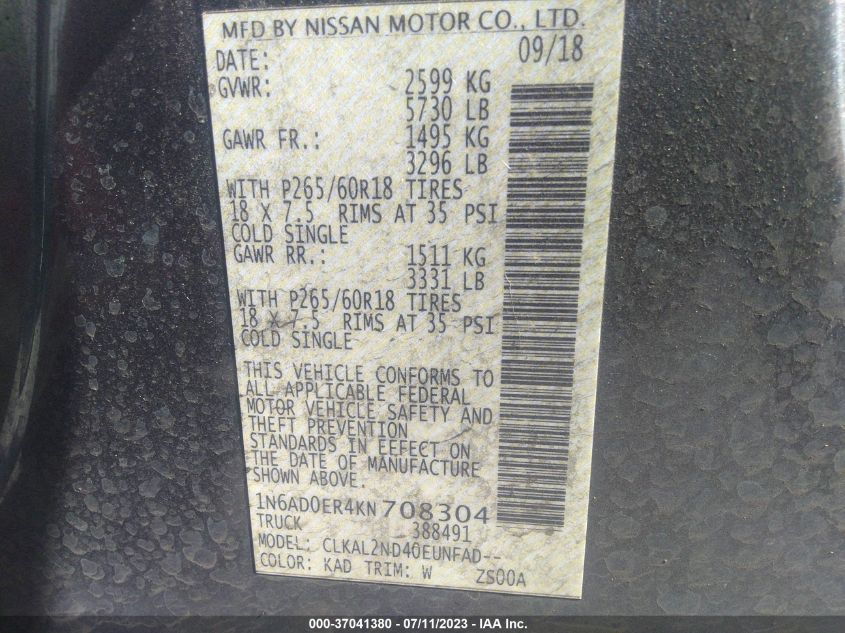 MFD BY NISSAN MOTOR CO., LTD.
DATE: 09/18
GVWR: 2599 KG
5730 LB
GAWR FR.: 1495 KG
3296 LB
WITH P265/60R18 TIRES
18 X 7.5 RIMS AT 35 PSI
COLD SINGLE
GAWR RR.: 1511 KG
3331 LB
WITH P265/60R18 TIRES
18 X 7.5 RIMS AT 35 PSI
COLD SINGLE
THIS VEHICLE CONFORMS TO
ALL APPLICABLE FEDERAL
MOTOR VEHICLE SAFETY AND
THEFT PREVENTION
STANDARDS IN EFFECT ON
THE DATE OF MANUFACTURE
SHOWN ABOVE.
1N6AD0ER4KN 708304
TRUCK 388491
MODEL: CLKAL2ND40EUNFAD--
COLOR: KAD TRIM: W ZS00A
000-37041380 - 07/11/2023 - IAA Inc.